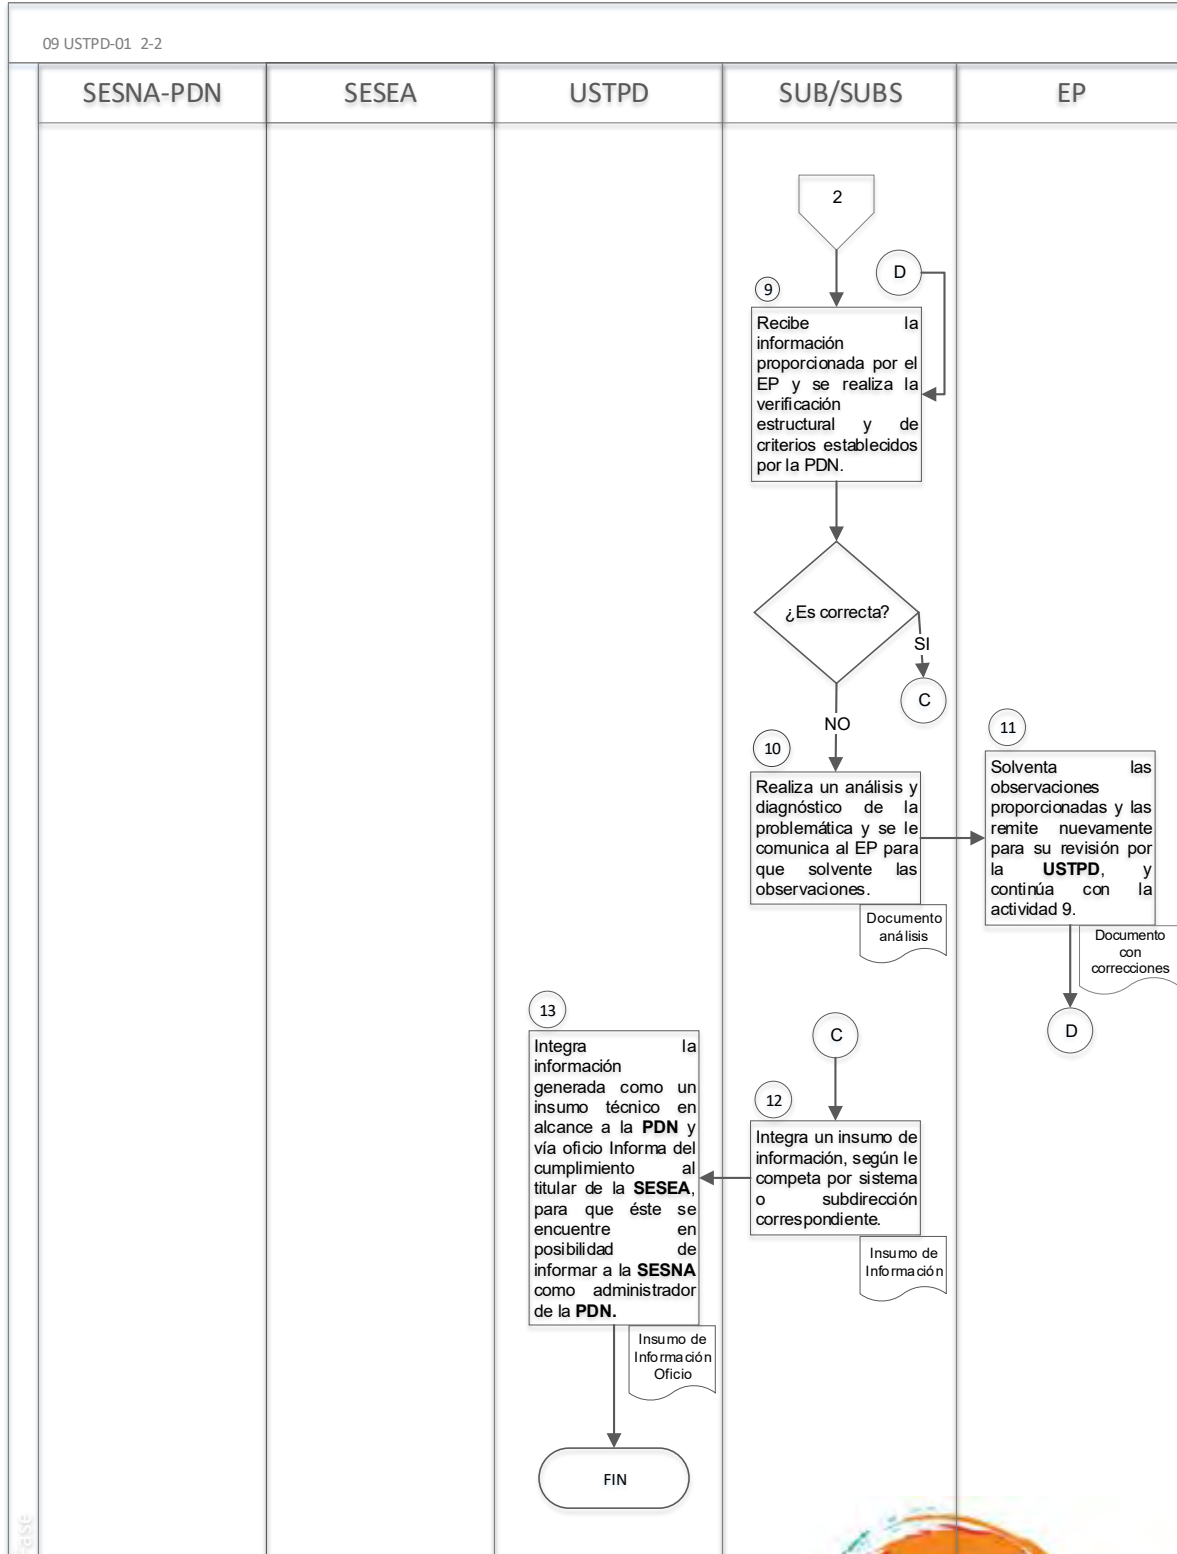 09 USTPD-01 2-2
SESNA-PDN
SESEA
USTPD
SUB/SUBS
EP
2
D
9
Recibe la
información
proporcionada por el
EP y se realiza la
verificación
estructural y de
criterios establecidos
por la PDN.
¿Es correcta?
SI
C
NO
10
Realiza un análisis y
diagnóstico de la
problemática y se le
comunica al EP para
que solvente las
observaciones.
Documento
análisis
11
Solventa las
observaciones
proporcionadas y las
remite nuevamente
para su revisión por
la USTPD, y
continúa con la
actividad 9.
Documento
con
correcciones
D
C
12
Integra un insumo de
información, según le
competa por sistema
o subdirección
correspondiente.
Insumo de
Información
13
Integra la
información
generada como un
insumo técnico en
alcance a la PDN y
vía oficio Informa del
cumplimiento al
titular de la SESEA,
para que éste se
encuentre en
posibilidad de
informar a la SESNA
como administrador
de la PDN.
Insumo de
Información
Oficio
FIN
Fase